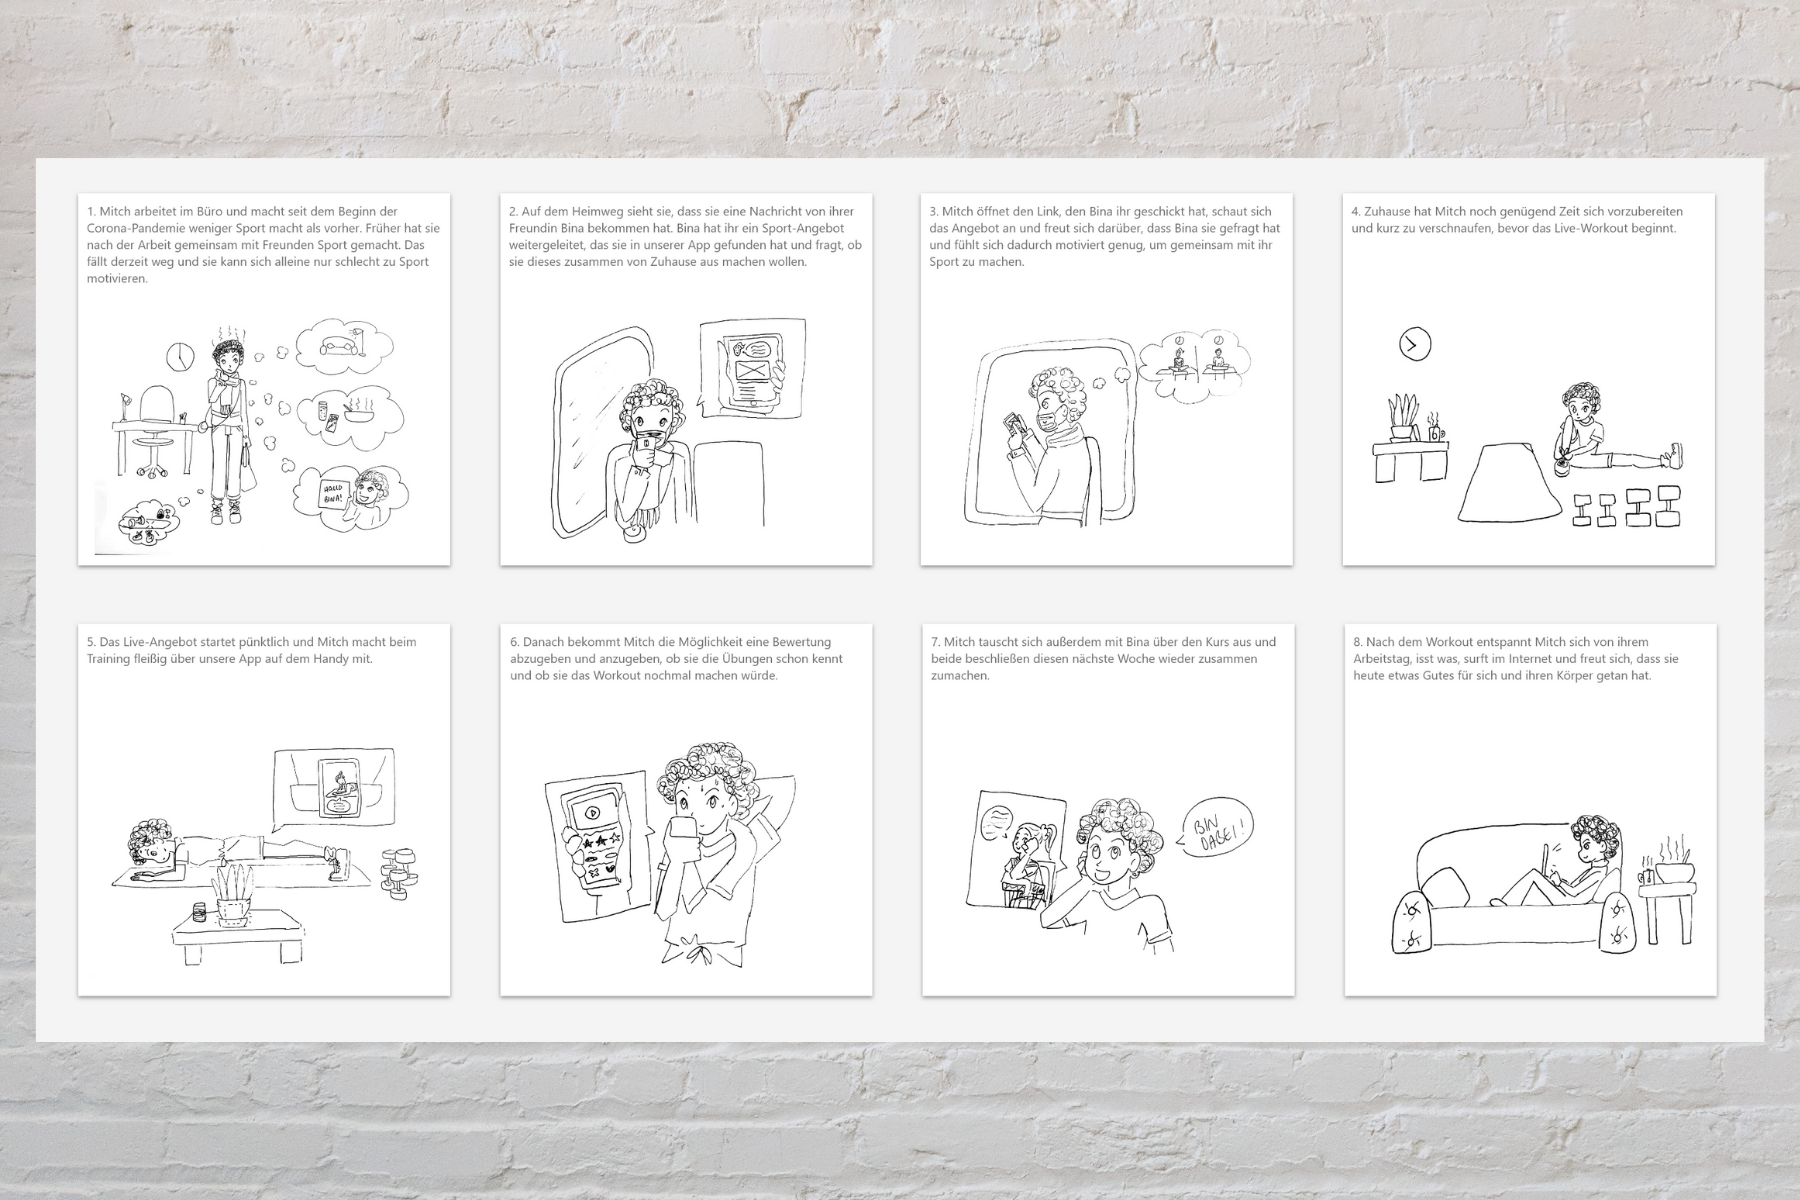 1. Mitch arbeitet im Büro und macht seit dem Beginn der
Corona-Pandemie weniger Sport macht als vorher. Früher hat sie
nach der Arbeit gemeinsam mit Freunden Sport gemacht. Das
fällt derzeit weg und sie kann sich alleine nur schlecht zu Sport
motivieren.
HALLO
BINA!
2. Auf dem Heimweg sieht sie, dass sie eine Nachricht von ihrer
Freundin Bina bekommen hat. Bina hat ihr ein Sport-Angebot
weitergeleitet, das sie in unserer App gefunden hat und fragt, ob
sie dieses zusammen von Zuhause aus machen wollen.
3. Mitch öffnet den Link, den Bina ihr geschickt hat, schaut sich
das Angebot an und freut sich darüber, dass Bina sie gefragt hat
und fühlt sich dadurch motiviert genug, um gemeinsam mit ihr
Sport zu machen.
4. Zuhause hat Mitch noch genügend Zeit sich vorzubereiten
und kurz zu verschnaufen, bevor das Live-Workout beginnt.
5. Das Live-Angebot startet pünktlich und Mitch macht beim
Training fleißig über unsere App auf dem Handy mit.
6. Danach bekommt Mitch die Möglichkeit eine Bewertung
abzugeben und anzugeben, ob sie die Übungen schon kennt
und ob sie das Workout nochmal machen würde.
7. Mitch tauscht sich außerdem mit Bina über den Kurs aus und
beide beschließen diesen nächste Woche wieder zusammen
zumachen.
BIN
DABEI!
8. Nach dem Workout entspannt Mitch sich von ihrem
Arbeitstag, isst was, surft im Internet und freut sich, dass sie
heute etwas Gutes für sich und ihren Körper getan hat.